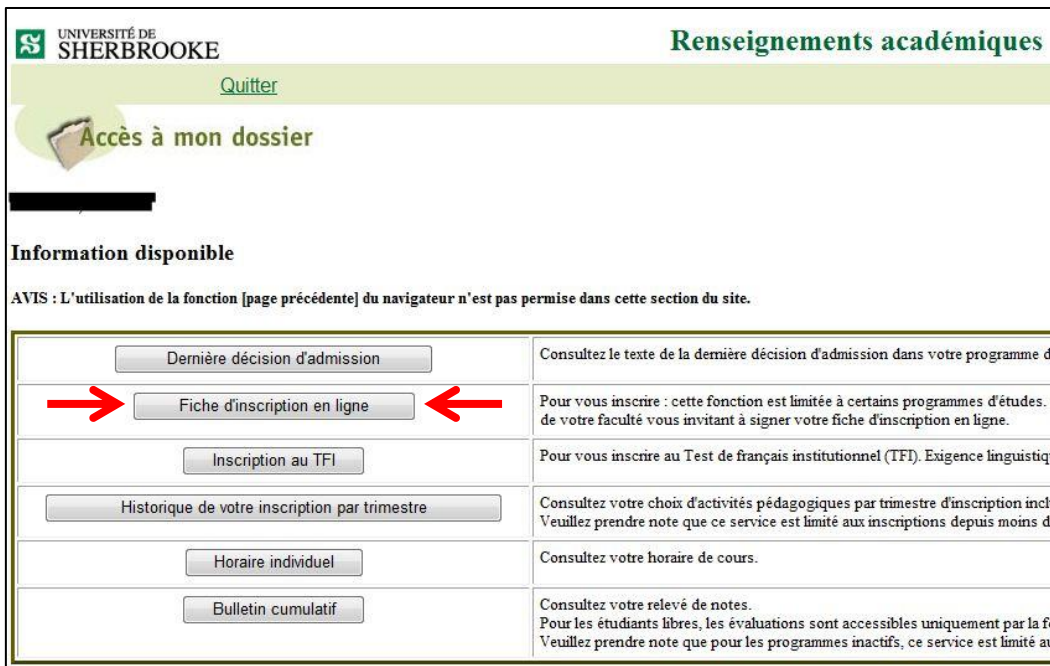 UNIVERSITÉ DE
SHERBROOKE
Renseignements académiques
Quitter
Accès à mon dossier
Information disponible
AVIS : L'utilisation de la fonction [page précédente] du navigateur n'est pas permise dans cette section du site.
Dernière décision d'admission
Consultez le texte de la dernière décision d'admission dans votre programme
Fiche d'inscription en ligne
Pour vous inscrire : cette fonction est limitée à certains programmes d'études.
de votre faculté vous invitant à signer votre fiche d'inscription en ligne.
Inscription au TFI
Pour vous inscrire au Test de français institutionnel (TFI). Exigence
Historique de votre inscription par trimestre
Consultez votre choix d'activités pédagogiques par trimestre d'inscription
Veuillez prendre note que ce service est limité aux inscriptions depuis moins
Horaire individuel
Consultez votre horaire de cours.
Bulletin cumulatif
Consultez votre relevé de notes.
Pour les étudiants libres, les évaluations sont accessibles uniquement par la
Veuillez prendre note que pour les programmes inactifs, ce service est limité